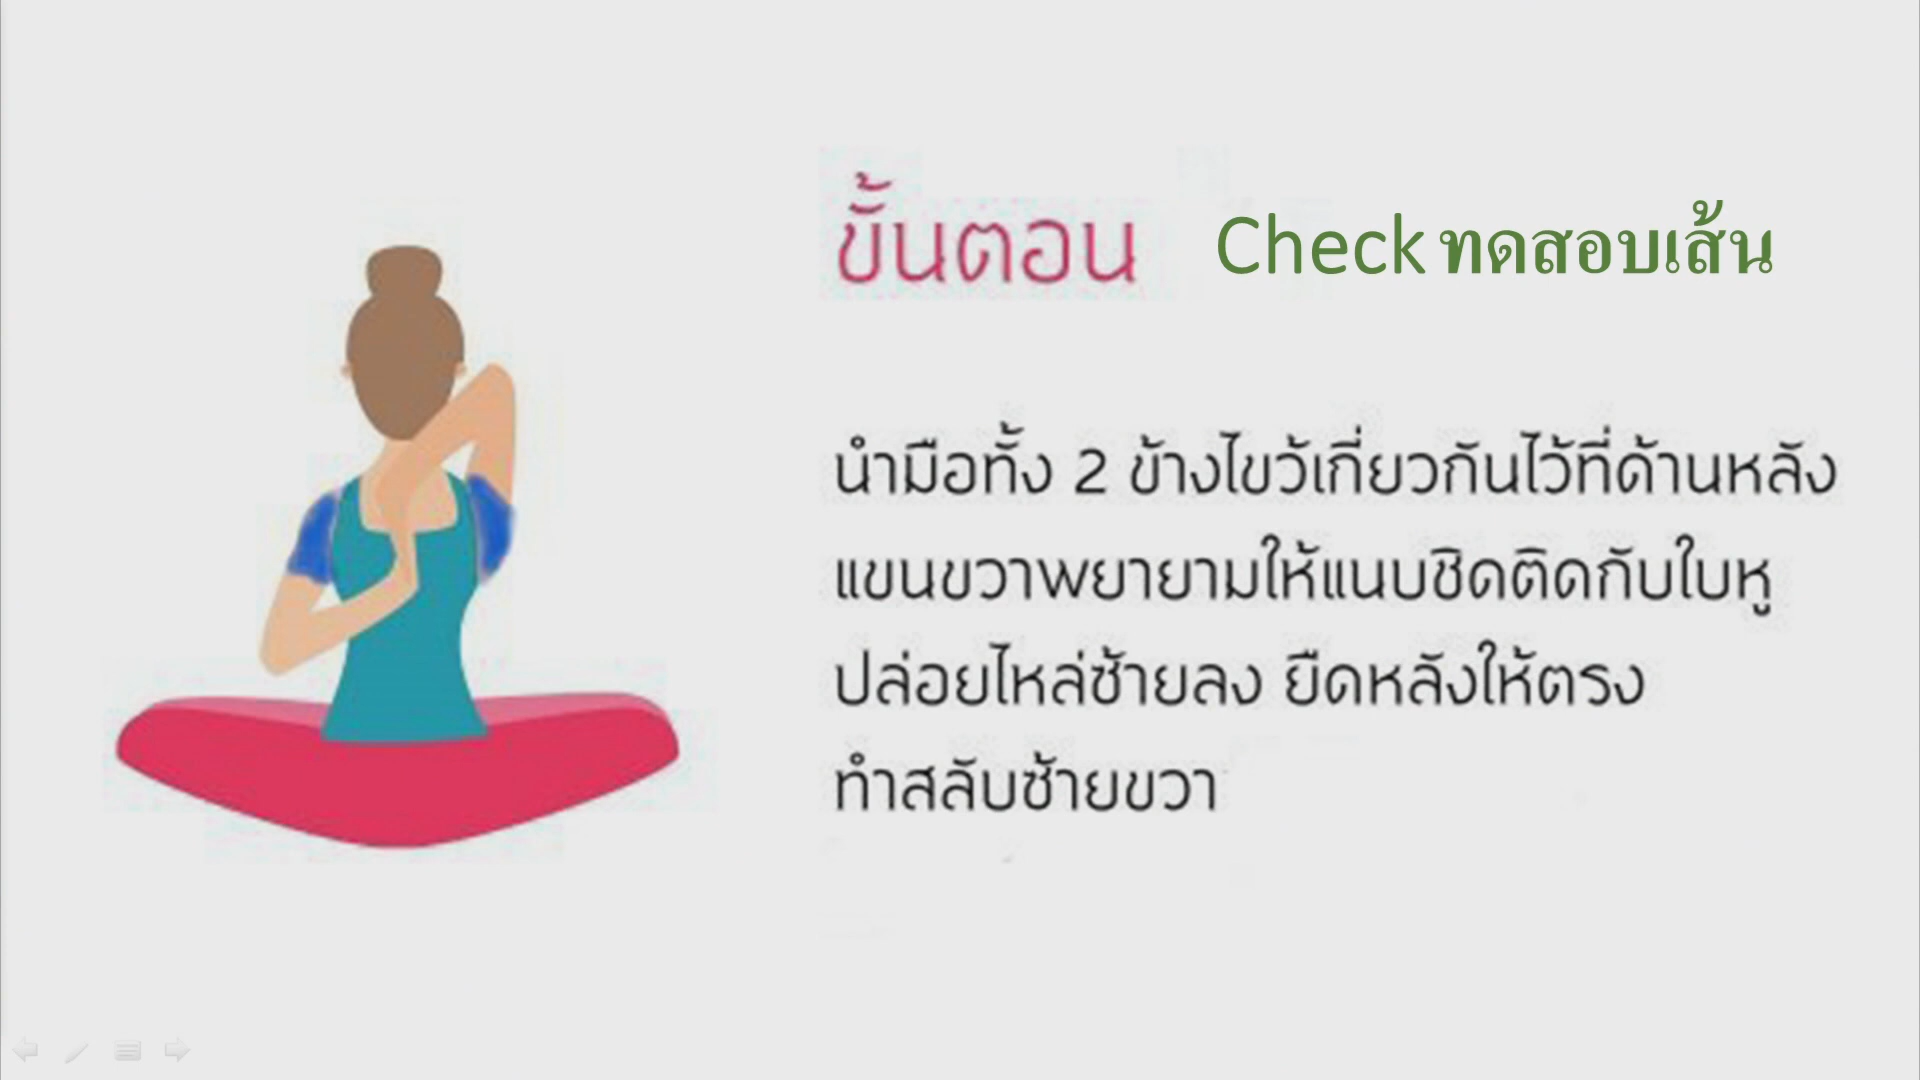 ขั้นตอน Check ทดสอบเส้น
นำมือทั้ง 2 ข้างไขว้เกี่ยวกันไว้ที่ด้านหลัง
แขนขวาพยายามให้แนบชิดติดกับใบหู
ปล่อยไหล่ซ้ายลง ยืดหลังให้ตรง
ทำสลับซ้ายขวา